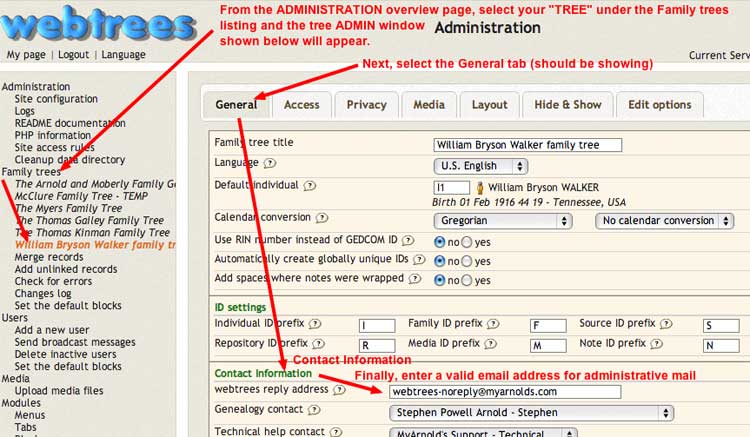 webtrees
From the ADMINISTRATION overview page, select your "TREE" under the Family trees
listing and the tree ADMIN window
shown below will appear.
Administration
My page | Logout | Language
Current Serv
Next, select the General tab (should be showing)
Administration
Site configuration
Logs
README documentation
PHP information
Site access rules
Cleanup data directory
Family trees
The Arnold and Moberly Family Ge
McClure Family Tree - TEMP
The Myers Family Tree
The Thomas Galley Family Tree
The Thomas Kinman Family Tree
William Bryson Walker family tr
Merge records
Add unlinked records
Check for errors
Changes log
Set the default blocks
Users
Add a new user
Send broadcast messages
Delete inactive users
Set the default blocks
Media
Upload media files
Modules
Menus
Tabs
Blocks
General Access Privacy Media Layout Hide & Show Edit options
Family tree title William Bryson Walker family tree
Language ? U.S. English
Default individual ? I1 William Bryson WALKER
Birth 01 Feb 1916 44 19 - Tennessee, USA
Calendar conversion ? Gregorian No calendar conversion
Use RIN number instead of GEDCOM ID ? no yes
Automatically create globally unique IDs ? no yes
Add spaces where notes were wrapped ? no yes
ID settings
Individual ID prefix ? I Family ID prefix ? F Source ID prefix ? S
Repository ID prefix ? R Media ID prefix ? M Note ID prefix ? N
Contact Information
Contact Information
Finally, enter a valid email address for administrative mail
webtrees reply address ? webtrees-noreply@myarnolds.com
Genealogy contact ? Stephen Powell Arnold - Stephen
Technical help contact ? MyArnold's Support - Technical